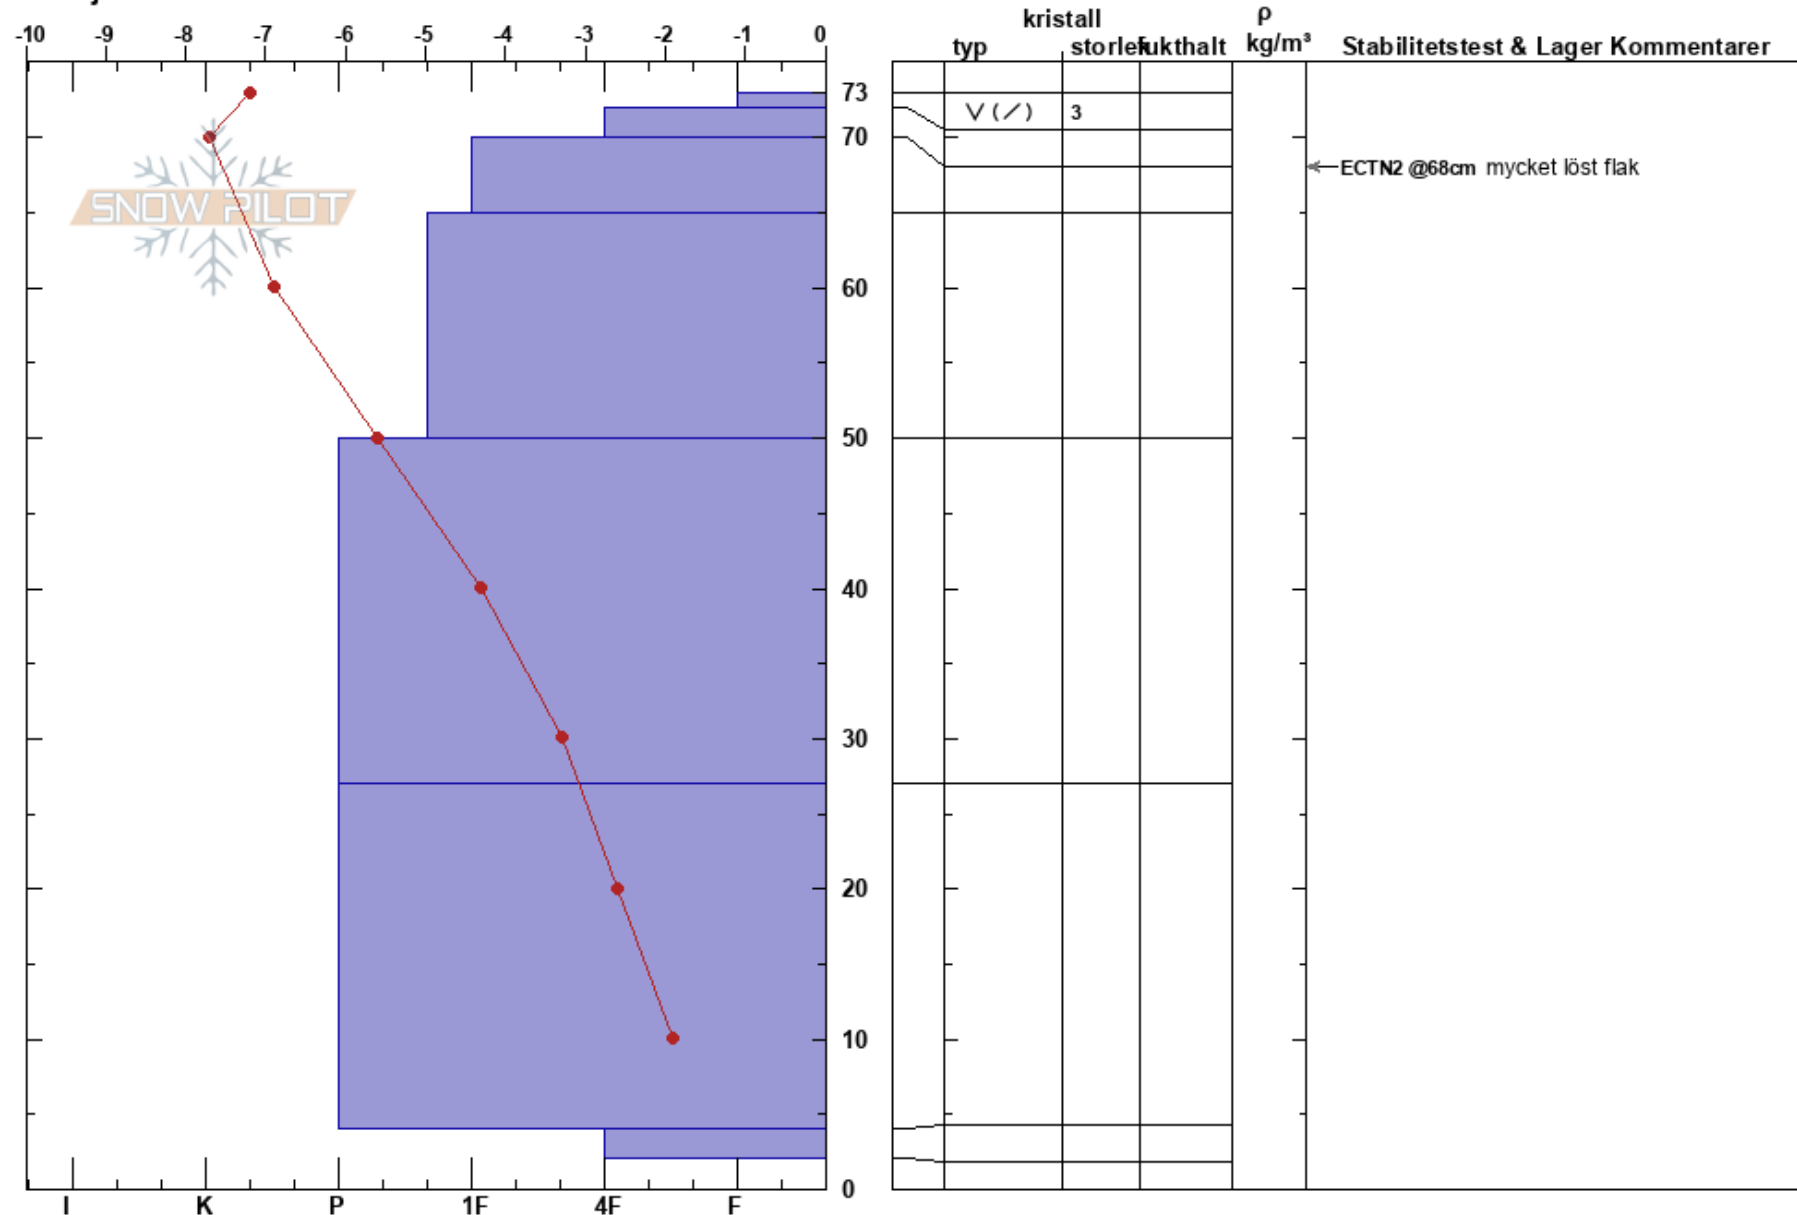 kristall ρ
-10 -9 -8 -7 -6 -5 -4 -3 -2 -1 0 typ storlek fukthalt kg/m³ Stabilitetstest & Lager Kommentarer
73
V (/) 3
70
ECTN2 @68cm mycket löst flak
SNOW PILOT
60
50
40
30
20
10
0
I K P 1F 4F F